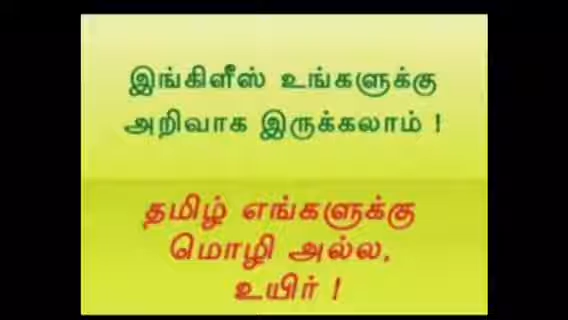 இங்கிளீஸ் உங்களுக்கு
அறிவாக இருக்கலாம் !
தமிழ் எங்களுக்கு
மொழி அல்ல,
உயிர் !